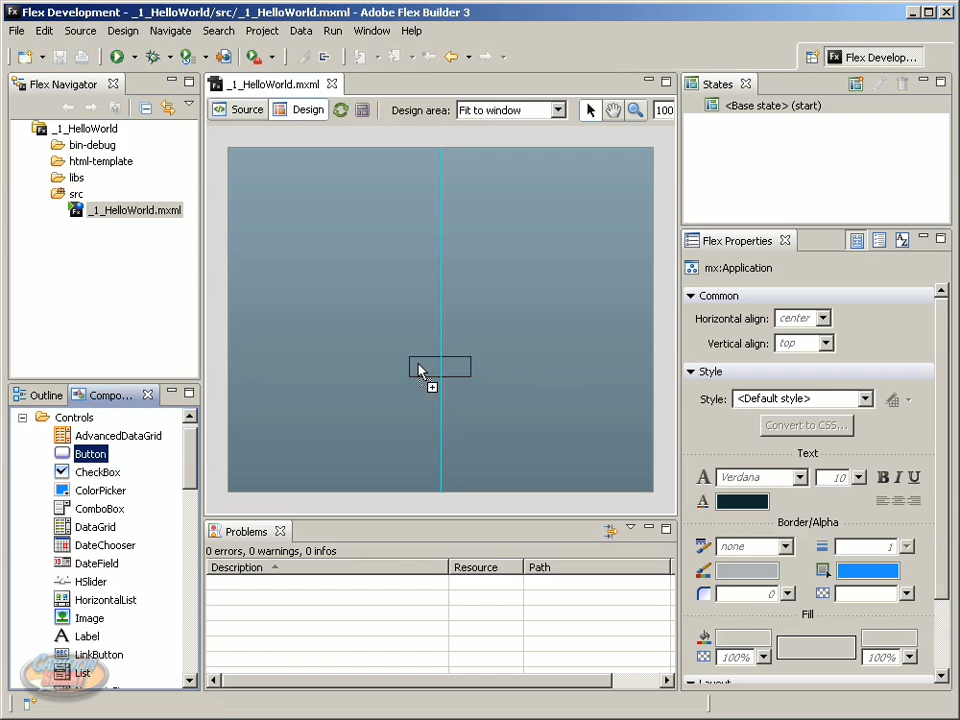 Flex Development - _1_HelloWorld/src/_1_HelloWorld.mxml - Adobe Flex Builder 3
File Edit Source Design Navigate Search Project Data Run Window Help
Flex Develop...
Flex Navigator
_1_HelloWorld
bin-debug
html-template
libs
src
_1_HelloWorld.mxml
_1_HelloWorld.mxml
Source Design Design area: Fit to window 100
States
<Base state> (start)
Flex Properties
mx:Application
Common
Horizontal align: center
Vertical align: top
Style
Style: <Default style>
Convert to CSS...
Text
Verdana 10 B I U
Border/Alpha
none 1
0
Fill
100% 100%
Layout
Outline Compo...
Controls
AdvancedDataGrid
Button
CheckBox
ColorPicker
ComboBox
DataGrid
DateChooser
DateField
HSlider
HorizontalList
Image
Label
LinkButton
List
Problems
0 errors, 0 warnings, 0 infos
Description Resource Path